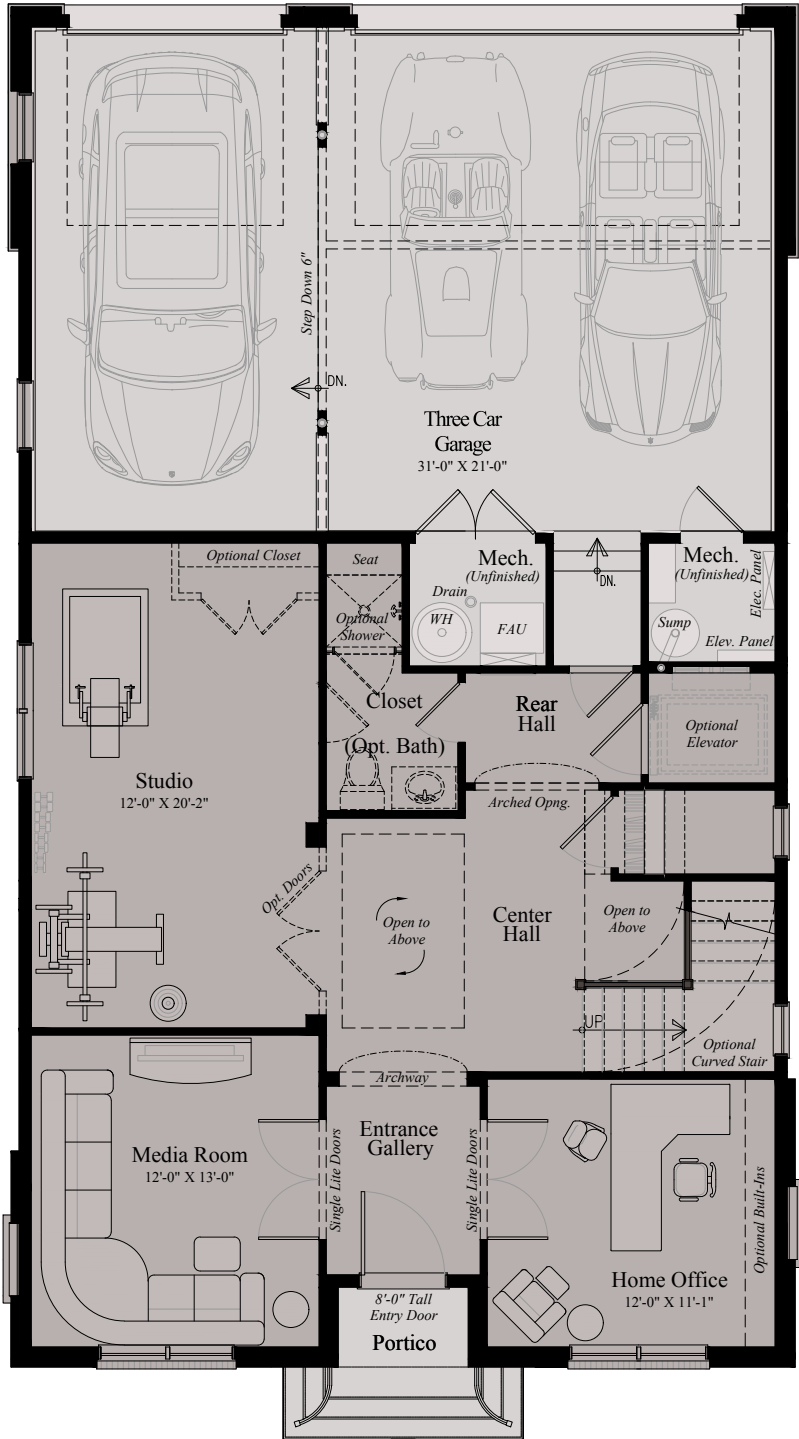 Step Down 6"
DN.
Three Car
Garage
31'-0" X 21'-0"
Optional Closet
Seat
Optional
Shower
Mech.
(Unfinished)
Drain
WH
FAU
DN.
Mech.
(Unfinished)
Elec. Panel
Sump
Elev. Panel
Closet
(Opt. Bath)
Rear
Hall
Optional
Elevator
Studio
12'-0" X 20'-2"
Arched Opng.
Opt. Doors
Open to
Above
Center
Hall
Open to
Above
UP
Optional
Curved Stair
Archway
Media Room
12'-0" X 13'-0"
Single Lite Doors
Entrance
Gallery
Single Lite Doors
Optional Built-Ins
Home Office
12'-0" X 11'-1"
8'-0" Tall
Entry Door
Portico